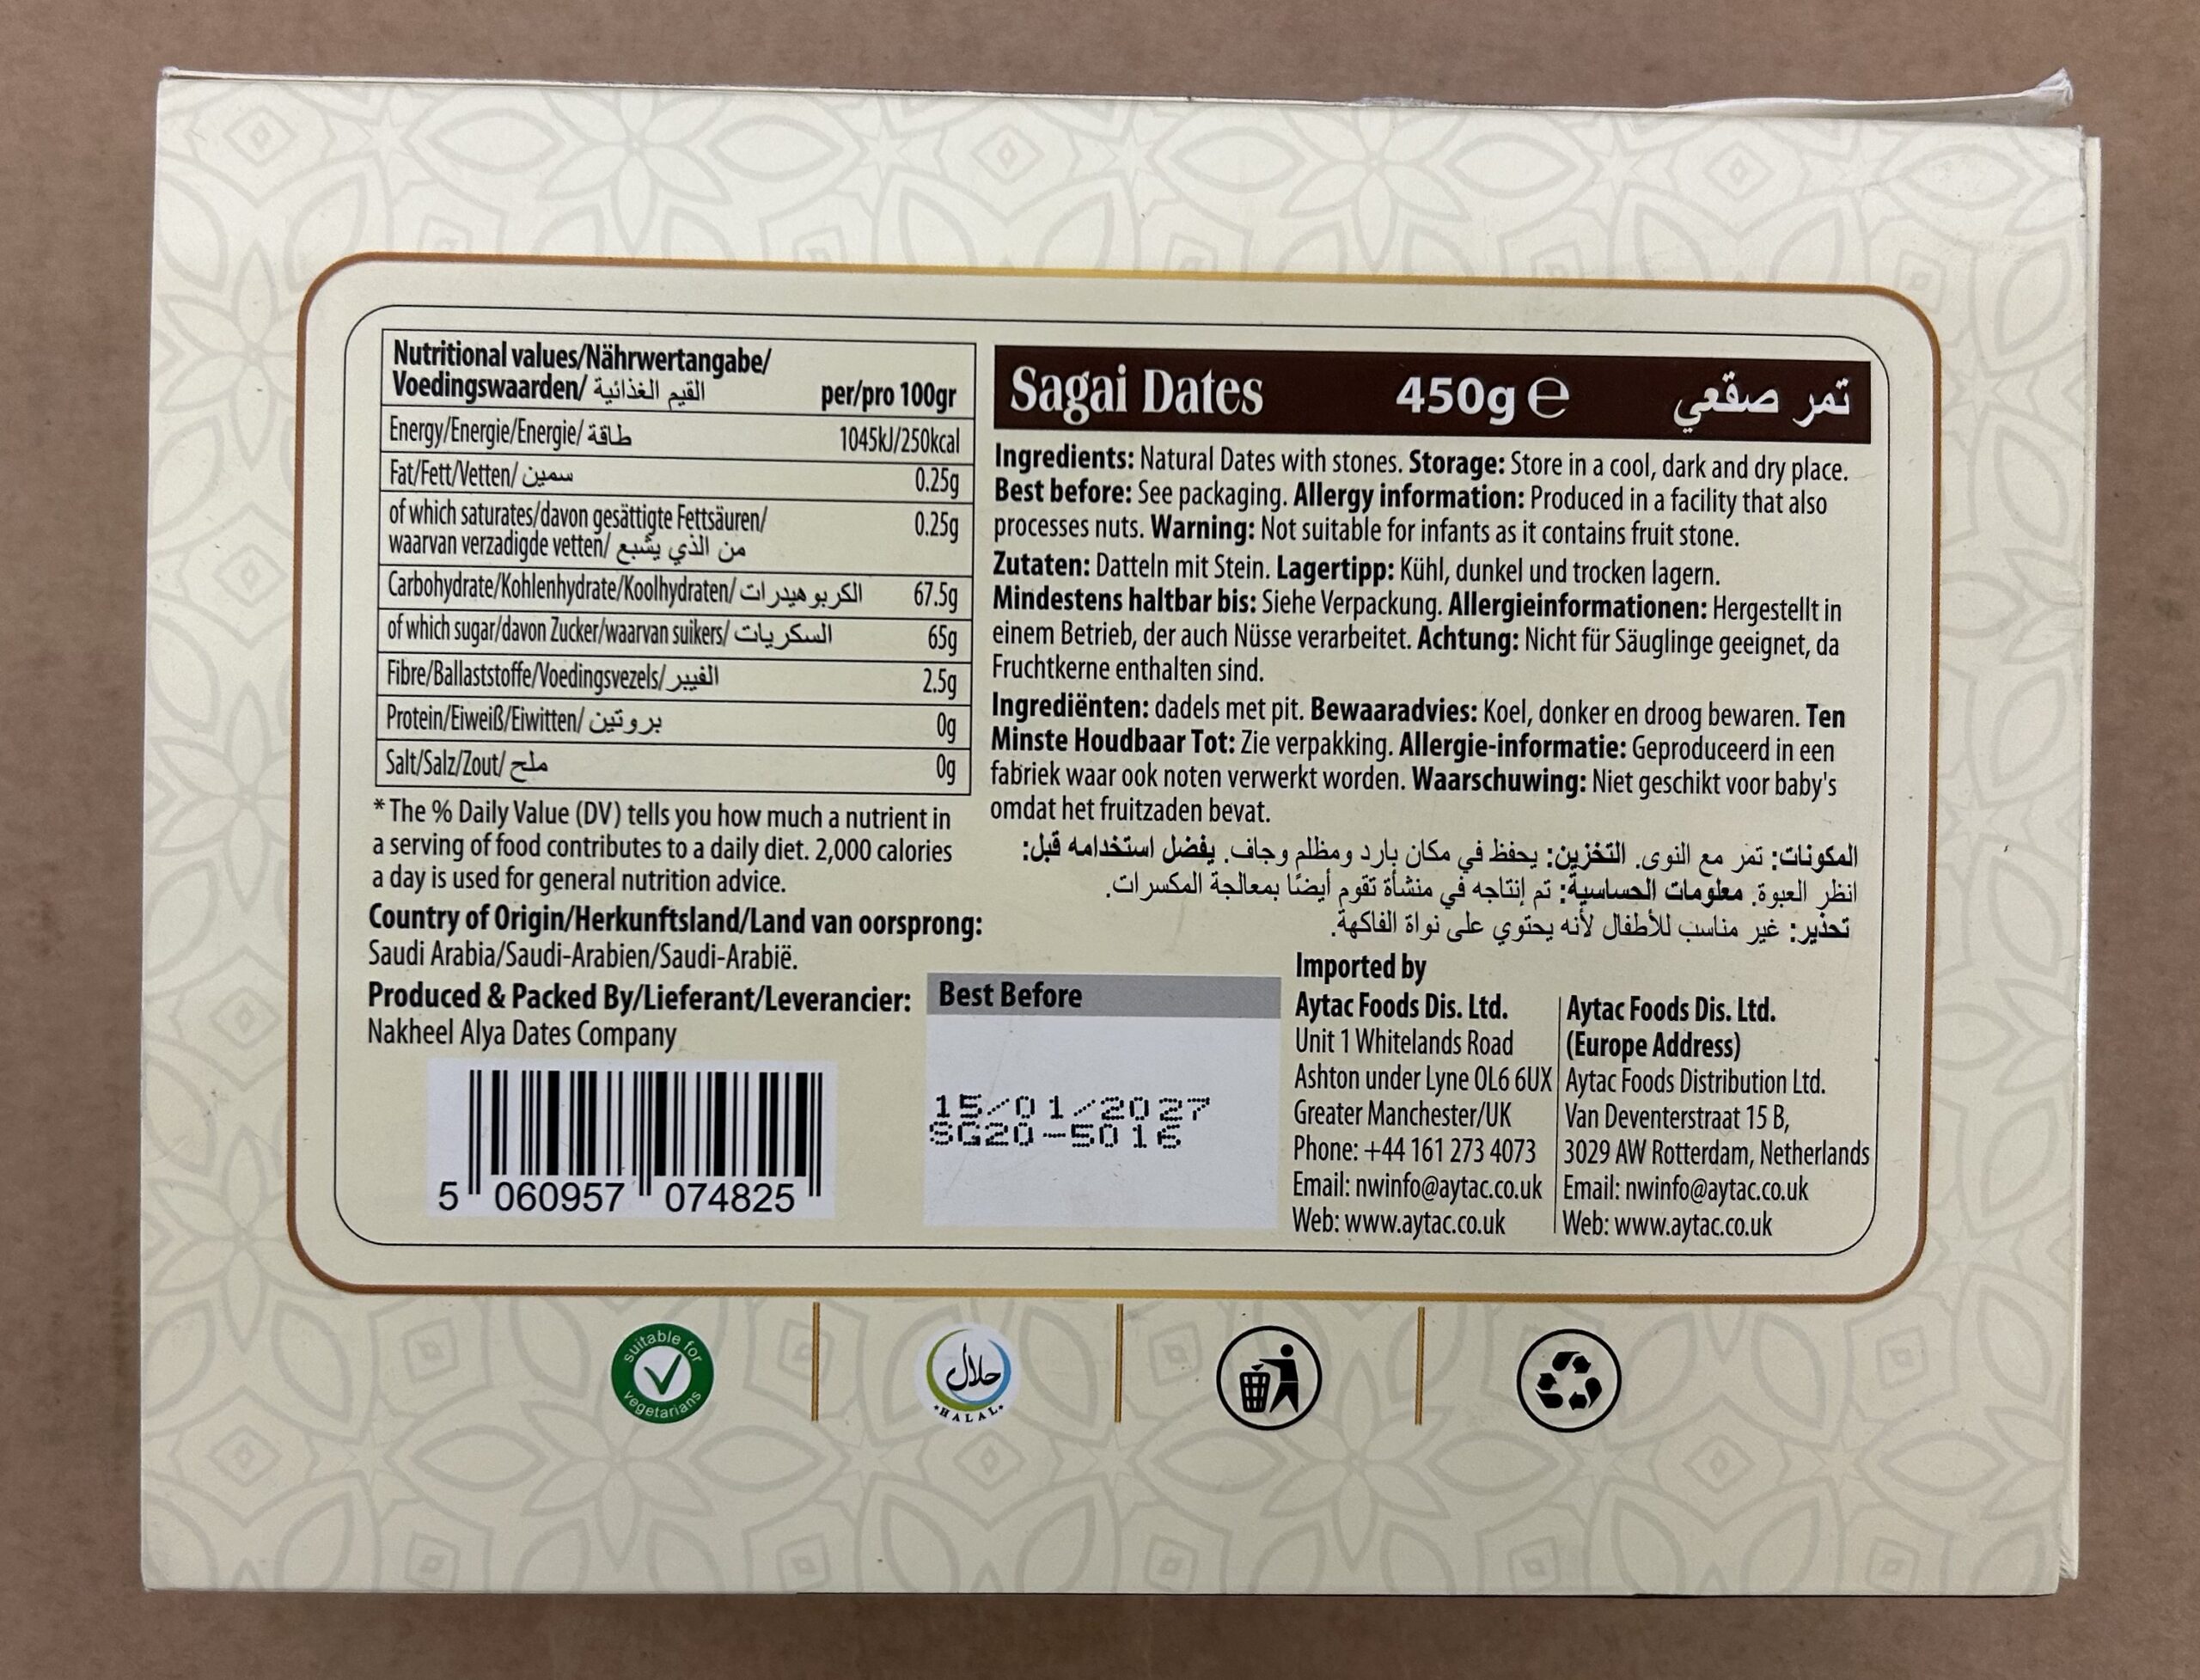 Nutritional values/Nährwertangabe/
Voedingswaarden/ القيم الغذائية per/pro 100gr
Energy/Energie/Energie/ طاقة 1045kJ/250kcal
Fat/Fett/Vetten/ سمين 0.25g
of which saturates/davon gesättigte Fettsäuren/ 0.25g
waarvan verzadigde vetten/ من الذي يشبع
Carbohydrate/Kohlenhydrate/Koolhydraten/ الكربوهيدرات 67.5g
of which sugar/davon Zucker/waarvan suikers/ السكريات 65g
Fibre/Ballaststoffe/Voedingsvezels/ الفيبر 2.5g
Protein/Eiweiß/Eiwitten/ بروتين 0g
Salt/Salz/Zout/ ملح 0g
* The % Daily Value (DV) tells you how much a nutrient in
a serving of food contributes to a daily diet. 2,000 calories
a day is used for general nutrition advice.
Country of Origin/Herkunftsland/Land van oorsprong:
Saudi Arabia/Saudi-Arabien/Saudi-Arabië.
Produced & Packed By/Lieferant/Leverancier:
Nakheel Alya Dates Company
5 060957 074825
Sagai Dates 450g e تمر صقعي
Ingredients: Natural Dates with stones. Storage: Store in a cool, dark and dry place.
Best before: See packaging. Allergy information: Produced in a facility that also
processes nuts. Warning: Not suitable for infants as it contains fruit stone.
Zutaten: Datteln mit Stein. Lagertipp: Kühl, dunkel und trocken lagern.
Mindestens haltbar bis: Siehe Verpackung. Allergieinformationen: Hergestellt in
einem Betrieb, der auch Nüsse verarbeitet. Achtung: Nicht für Säuglinge geeignet, da
Fruchtkerne enthalten sind.
Ingrediënten: dadels met pit. Bewaaradvies: Koel, donker en droog bewaren. Ten
Minste Houdbaar Tot: Zie verpakking. Allergie-informatie: Geproduceerd in een
fabriek waar ook noten verwerkt worden. Waarschuwing: Niet geschikt voor baby's
omdat het fruitzaden bevat.
المكونات: تمر مع النوى. التخزين: يحفظ في مكان بارد ومظلم وجاف. يفضل استخدامه قبل:
انظر العبوة. معلومات الحساسية: تم إنتاجه في منشأة تقوم أيضًا بمعالجة المكسرات.
تحذير: غير مناسب للأطفال لأنه يحتوي على نواة الفاكهة.
Best Before
15/01/2027
SG20-5016
Imported by
Aytac Foods Dis. Ltd.
Unit 1 Whitelands Road
Ashton under Lyne OL6 6UX
Greater Manchester/UK
Phone: +44 161 273 4073
Email: nwinfo@aytac.co.uk
Web: www.aytac.co.uk
Aytac Foods Dis. Ltd.
(Europe Address)
Aytac Foods Distribution Ltd.
Van Deventerstraat 15 B,
3029 AW Rotterdam, Netherlands
Email: nwinfo@aytac.co.uk
Web: www.aytac.co.uk
suitable for
vegetarians
حلال
HALAL